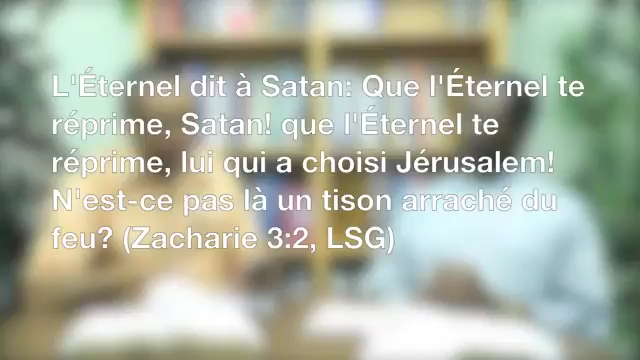 L'Éternel dit à Satan: Que l'Éternel te
réprime, Satan! que l'Éternel te
réprime, lui qui a choisi Jérusalem!
N'est-ce pas là un tison arraché du
feu? (Zacharie 3:2, LSG)